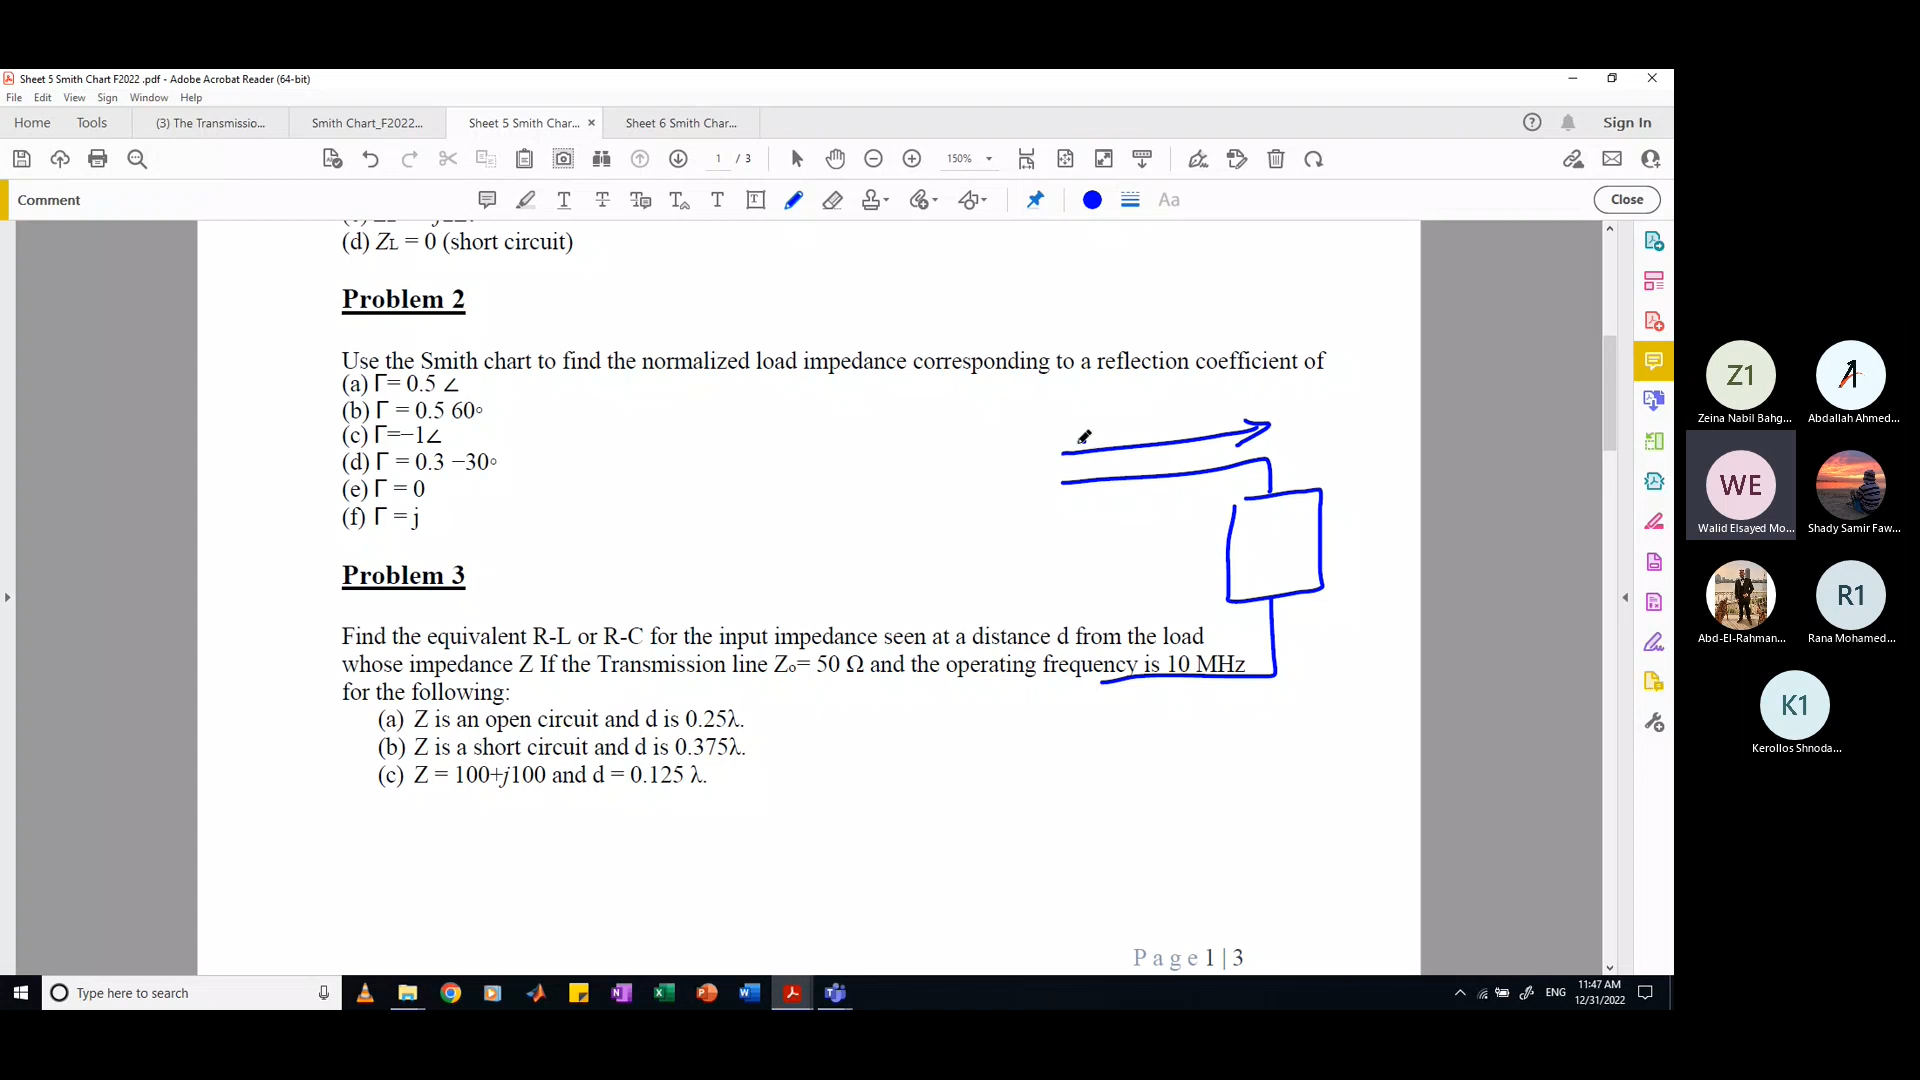 Sheet 5 Smith Chart F2022 .pdf - Adobe Acrobat Reader (64-bit)
File Edit View Sign Window Help
Home Tools (3) The Transmissio... Smith Chart_F2022... Sheet 5 Smith Char... × Sheet 6 Smith Char... Sign In
1 / 3 150%
Comment Aa Close
(d) ZL = 0 (short circuit)
Problem 2
Use the Smith chart to find the normalized load impedance corresponding to a reflection coefficient of
(a) Γ= 0.5 ∠
(b) Γ = 0.5 60◦
(c) Γ=−1∠
(d) Γ = 0.3 −30◦
(e) Γ = 0
(f) Γ = j
Problem 3
Find the equivalent R-L or R-C for the input impedance seen at a distance d from the load
whose impedance Z If the Transmission line Zo= 50 Ω and the operating frequency is 10 MHz
for the following:
(a) Z is an open circuit and d is 0.25λ.
(b) Z is a short circuit and d is 0.375λ.
(c) Z = 100+j100 and d = 0.125 λ.
P a g e 1 | 3
Z1
Zeina Nabil Bahg...
Abdallah Ahmed...
WE
Walid Elsayed Mo...
Shady Samir Faw...
Abd-El-Rahman...
R1
Rana Mohamed...
K1
Kerollos Shnoda...
Type here to search
ENG
11:47 AM
12/31/2022